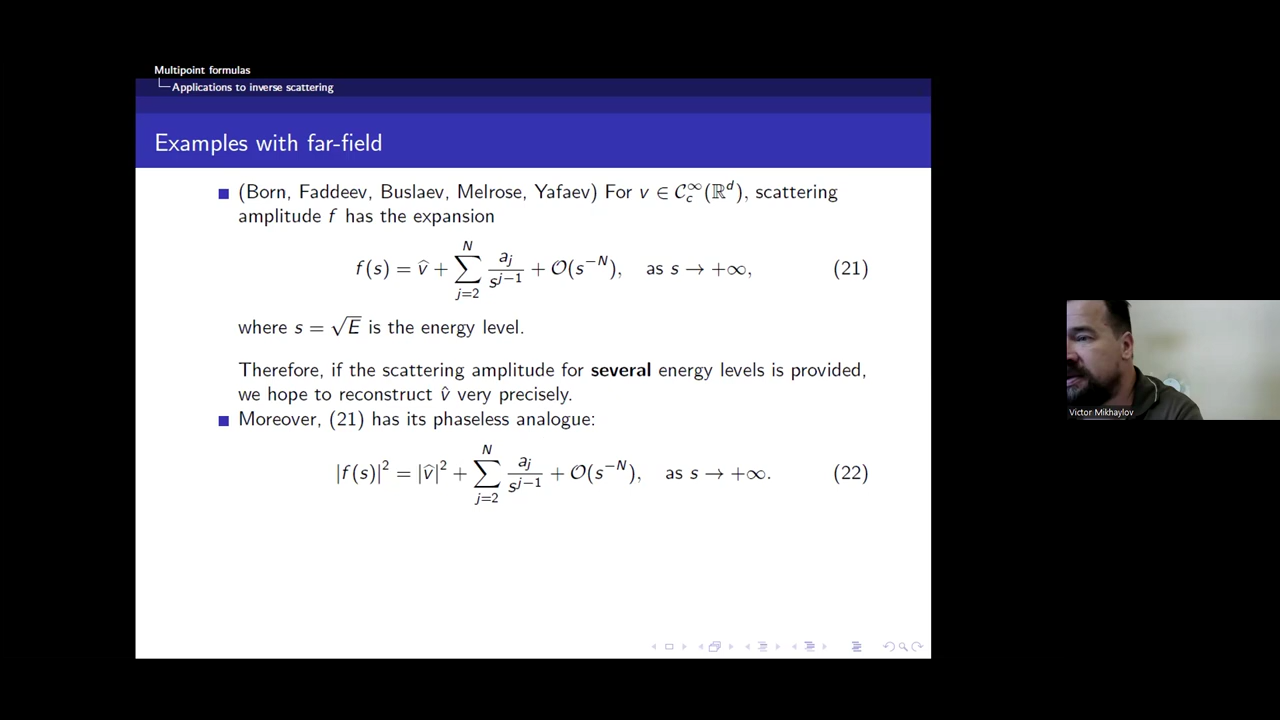 Multipoint formulas
Applications to inverse scattering
Examples with far-field
(Born, Faddeev, Buslaev, Melrose, Yafaev) For v ∈ 𝒞_c^∞(ℝ^d), scattering
amplitude f has the expansion
f(s) = v̂ + ∑_{j=2}^{N} a_j/s^{j−1} + 𝒪(s^{−N}), as s → +∞, (21)
where s = √E is the energy level.
Therefore, if the scattering amplitude for several energy levels is provided,
we hope to reconstruct v̂ very precisely.
Moreover, (21) has its phaseless analogue:
|f(s)|² = |v̂|² + ∑_{j=2}^{N} a_j/s^{j−1} + 𝒪(s^{−N}), as s → +∞. (22)
Victor Mikhaylov